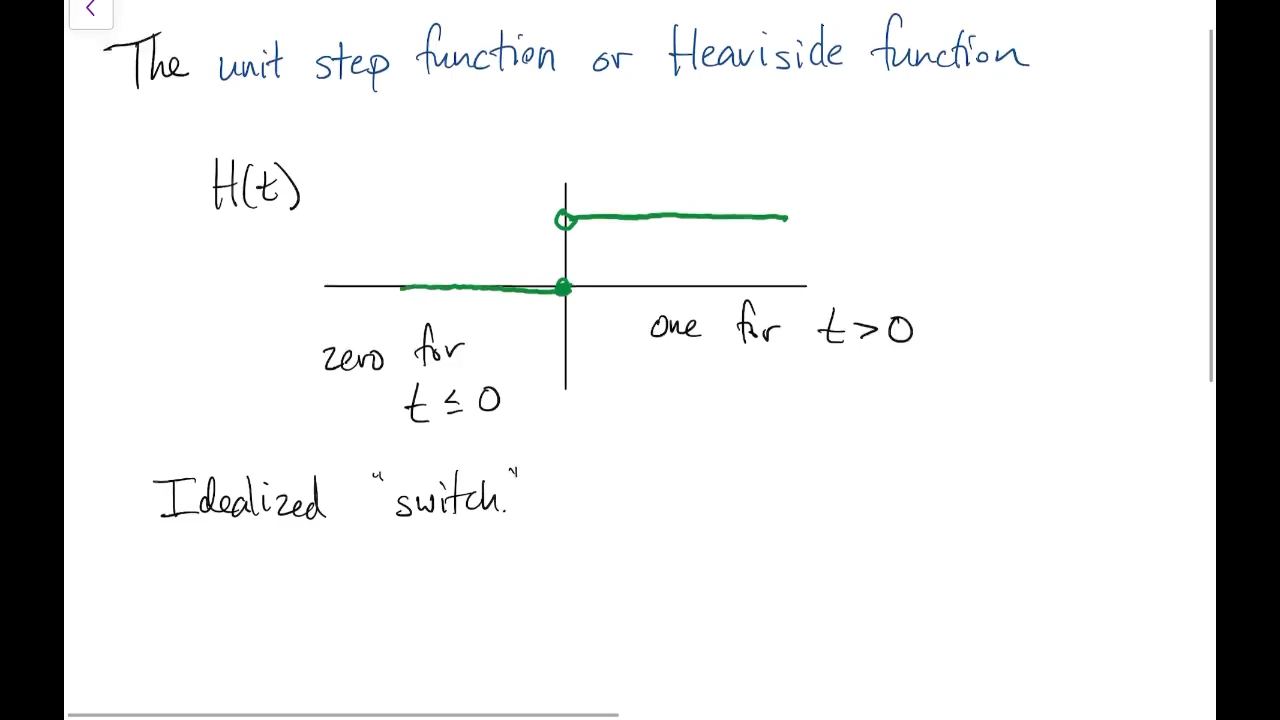 The unit step function or Heaviside function
H(t)
one for t > 0
zero for
t ≤ 0
Idealized "switch."